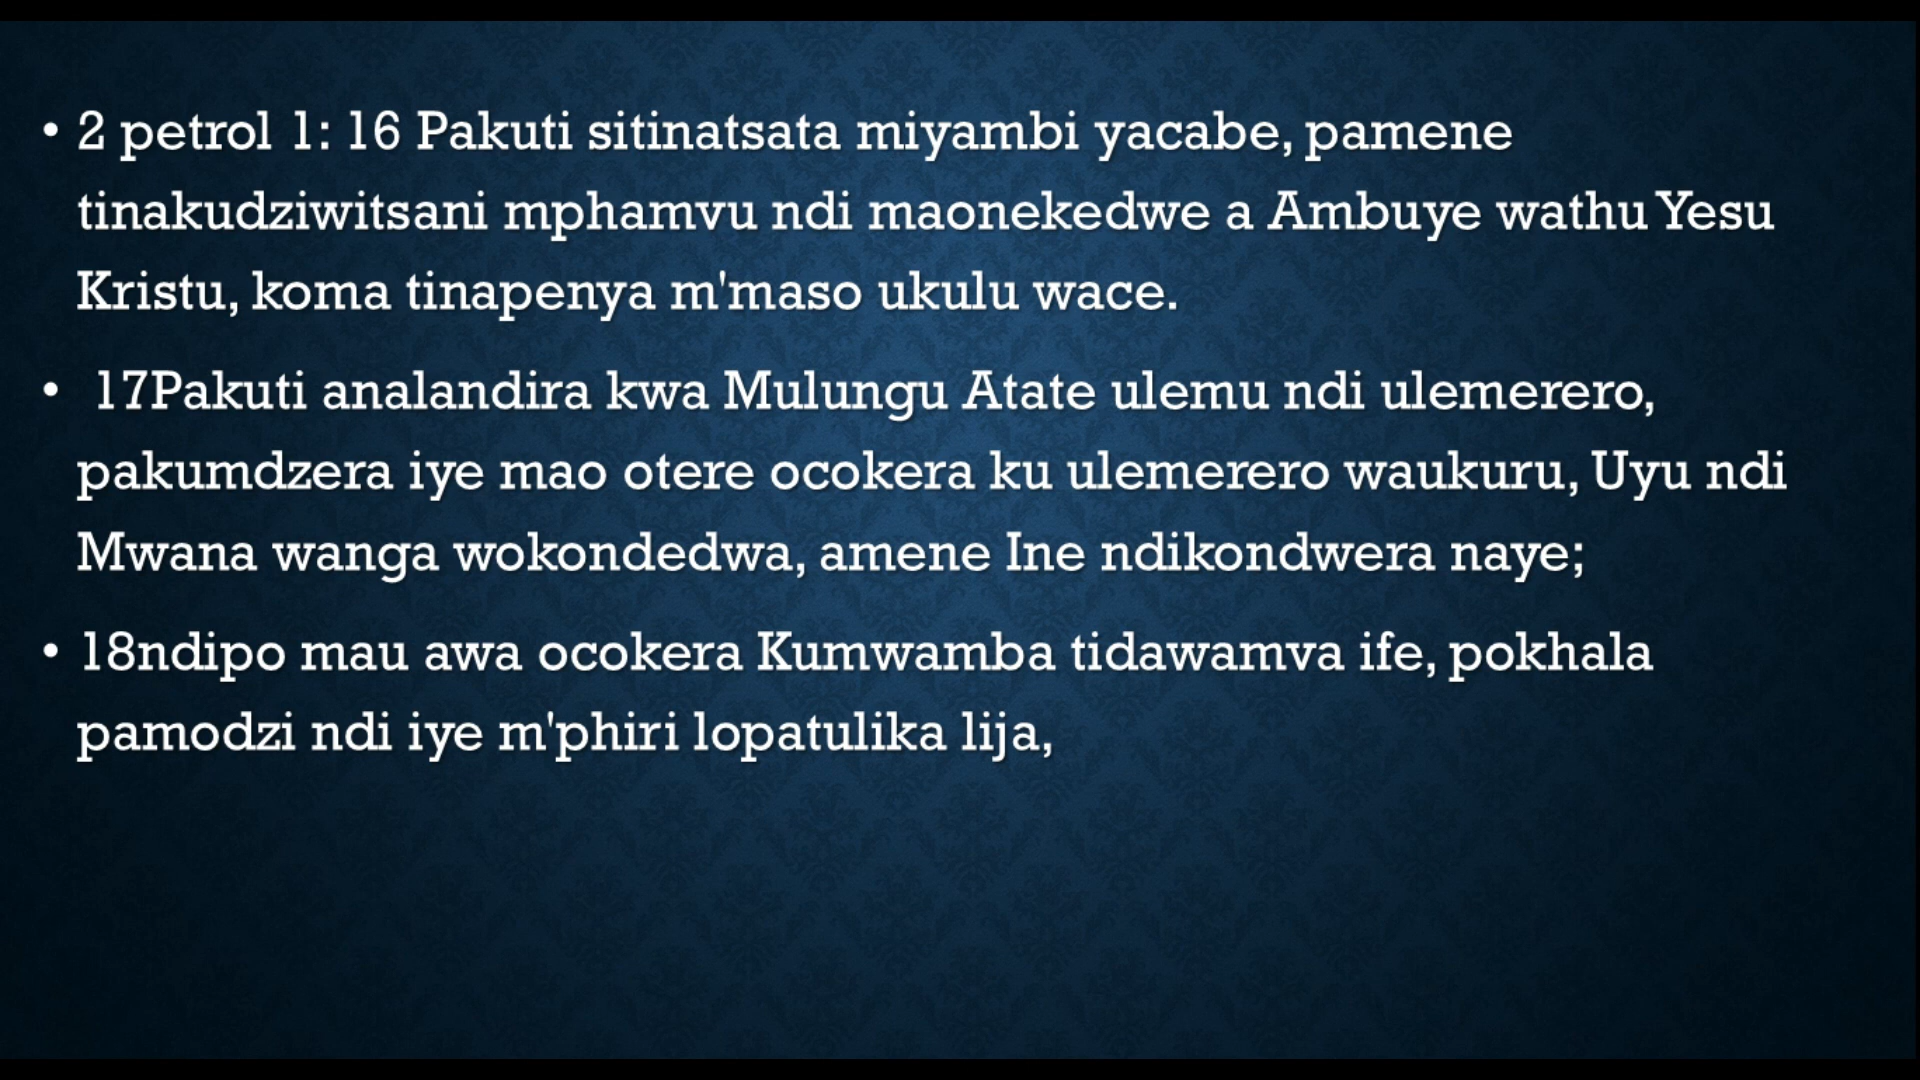 • 2 petrol 1: 16 Pakuti sitinatsata miyambi yacabe, pamene
tinakudziwitsani mphamvu ndi maonekedwe a Ambuye wathu Yesu
Kristu, koma tinapenya m'maso ukulu wace.
• 17Pakuti analandira kwa Mulungu Atate ulemu ndi ulemerero,
pakumdzera iye mao otere ocokera ku ulemerero waukuru, Uyu ndi
Mwana wanga wokondedwa, amene Ine ndikondwera naye;
• 18ndipo mau awa ocokera Kumwamba tidawamva ife, pokhala
pamodzi ndi iye m'phiri lopatulika lija,